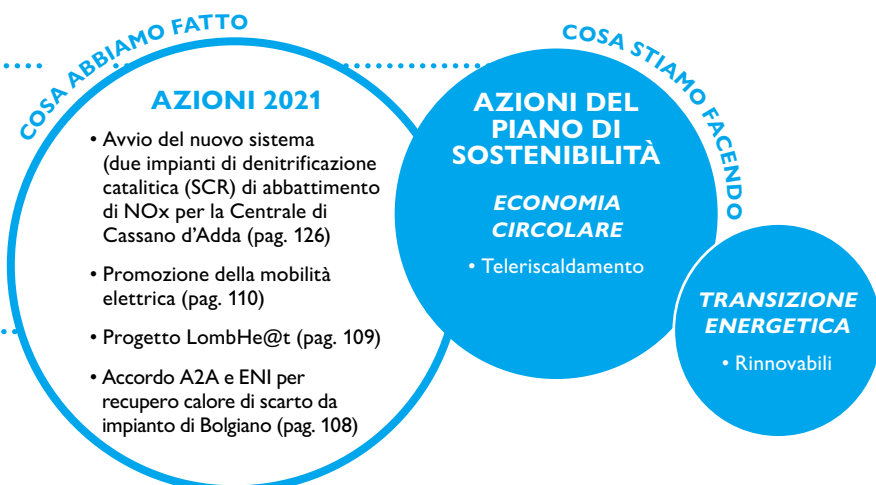 COSA ABBIAMO FATTO
AZIONI 2021
• Avvio del nuovo sistema
(due impianti di denitrificazione
catalitica (SCR) di abbattimento
di NOx per la Centrale di
Cassano d’Adda (pag. 126)
• Promozione della mobilità
elettrica (pag. 110)
• Progetto LombHe@t (pag. 109)
• Accordo A2A e ENI per
recupero calore di scarto da
impianto di Bolgiano (pag. 108)
COSA STIAMO FACENDO
AZIONI DEL
PIANO DI
SOSTENIBILITÀ
ECONOMIA
CIRCOLARE
• Teleriscaldamento
TRANSIZIONE
ENERGETICA
• Rinnovabili